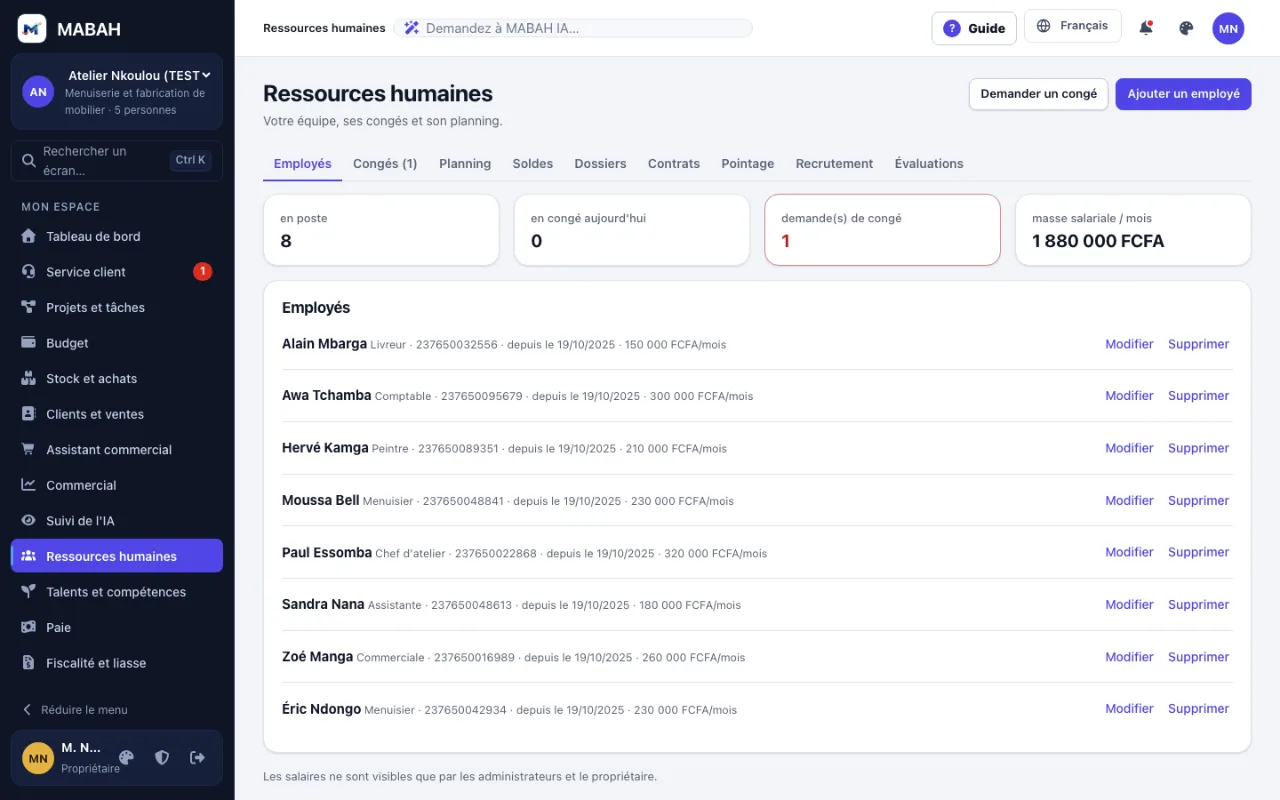 MABAH
AN
Atelier Nkoulou (TEST
Menuiserie et fabrication de
mobilier · 5 personnes
Rechercher un
écran...
Ctrl K
MON ESPACE
Tableau de bord
Service client
1
Projets et tâches
Budget
Stock et achats
Clients et ventes
Assistant commercial
Commercial
Suivi de l'IA
Ressources humaines
Talents et compétences
Paie
Fiscalité et liasse
Réduire le menu
MN
M. N...
Propriétaire
Ressources humaines
Demandez à MABAH IA...
? Guide
Français
MN
Ressources humaines
Votre équipe, ses congés et son planning.
Demander un congé
Ajouter un employé
Employés
Congés (1)
Planning
Soldes
Dossiers
Contrats
Pointage
Recrutement
Évaluations
en poste
8
en congé aujourd'hui
0
demande(s) de congé
1
masse salariale / mois
1 880 000 FCFA
Employés
Alain Mbarga Livreur · 237650032556 · depuis le 19/10/2025 · 150 000 FCFA/mois Modifier Supprimer
Awa Tchamba Comptable · 237650095679 · depuis le 19/10/2025 · 300 000 FCFA/mois Modifier Supprimer
Hervé Kamga Peintre · 237650089351 · depuis le 19/10/2025 · 210 000 FCFA/mois Modifier Supprimer
Moussa Bell Menuisier · 237650048841 · depuis le 19/10/2025 · 230 000 FCFA/mois Modifier Supprimer
Paul Essomba Chef d'atelier · 237650022868 · depuis le 19/10/2025 · 320 000 FCFA/mois Modifier Supprimer
Sandra Nana Assistante · 237650048613 · depuis le 19/10/2025 · 180 000 FCFA/mois Modifier Supprimer
Zoé Manga Commerciale · 237650016989 · depuis le 19/10/2025 · 260 000 FCFA/mois Modifier Supprimer
Éric Ndongo Menuisier · 237650042934 · depuis le 19/10/2025 · 230 000 FCFA/mois Modifier Supprimer
Les salaires ne sont visibles que par les administrateurs et le propriétaire.